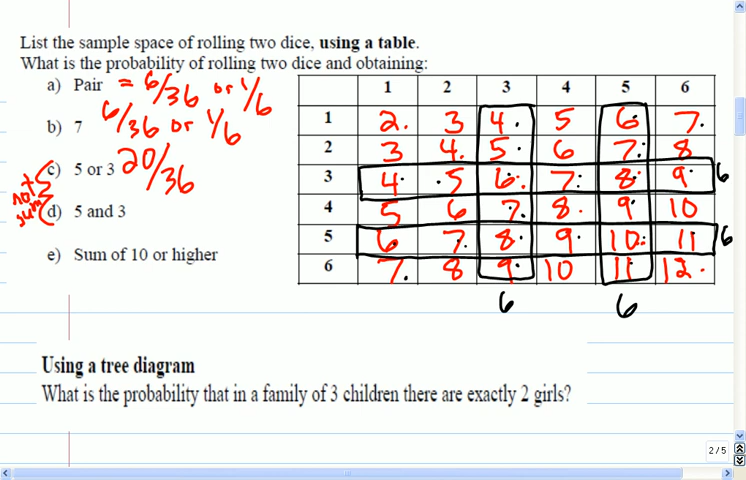 List the sample space of rolling two dice, using a table.
What is the probability of rolling two dice and obtaining:
a) Pair = 6/36 or 1/6
b) 7 6/36 or 1/6
c) 5 or 3 20/36
d) 5 and 3
not sum
e) Sum of 10 or higher
1 2 3 4 5 6
1 2 3 4 5 6 7
2 3 4 5 6 7 8
3 4 5 6 7 8 9 6
4 5 6 7 8 9 10
5 6 7 8 9 10 11 6
6 7 8 9 10 11 12
6 6
Using a tree diagram
What is the probability that in a family of 3 children there are exactly 2 girls?
2/5